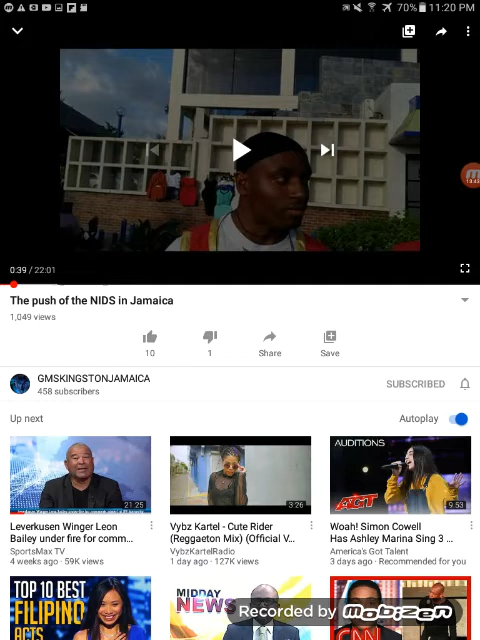 70% 11:20 PM
0:39 / 22:01
The push of the NIDS in Jamaica
1,049 views
10
1
Share
Save
GMSKINGSTONJAMAICA
458 subscribers
SUBSCRIBED
Up next
Autoplay
21:25
3:26
AUDITIONS
AGT
9:53
Leverkusen Winger Leon
Bailey under fire for comm...
SportsMax TV
4 weeks ago · 59K views
Vybz Kartel - Cute Rider
(Reggaeton Mix) (Official V...
VybzKartelRadio
1 day ago · 127K views
Woah! Simon Cowell
Has Ashley Marina Sing 3 ...
America's Got Talent
3 days ago · Recommended for you
TOP 10 BEST
FILIPINO
ACTS
MIDDAY
NEWS
CNN
Recorded by Mobizen